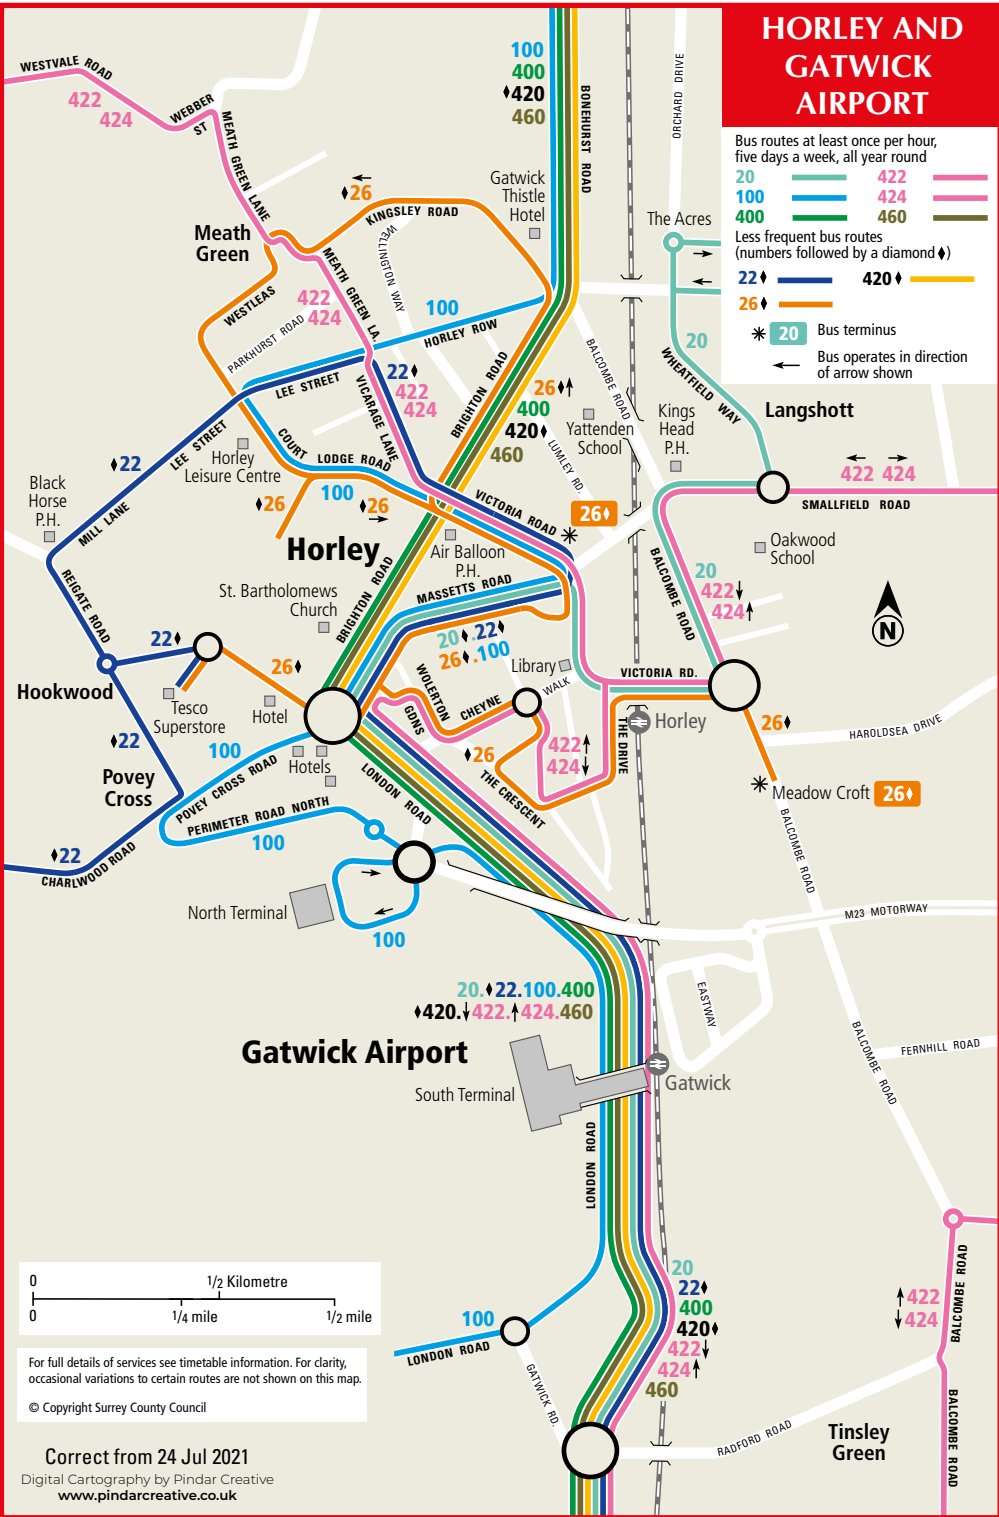 HORLEY AND
GATWICK
AIRPORT
Bus routes at least once per hour,
five days a week, all year round
20
422
100
424
400
460
Less frequent bus routes
(numbers followed by a diamond♦)
22♦
420♦
26♦
✳ 20 Bus terminus
← Bus operates in direction
of arrow shown
WESTVALE ROAD
422
424
WEBBER
ST
MEATH GREEN LANE
100
400
♦420
460
BONEHURST ROAD
ORCHARD DRIVE
←
♦26
KINGSLEY ROAD
Gatwick
Thistle
Hotel
The Acres
→
←
Meath
Green
WELLINGTON WAY
MEATH GREEN LA.
WESTLEAS
422
424
PARKHURST ROAD
100
HORLEY ROW
20
WHEATFIELD WAY
BALCOMBE ROAD
LEE STREET
22♦
422
424
VICARAGE LANE
BRIGHTON ROAD
26♦↑
400
420♦
460
Yattenden
School
Kings
Head
P.H.
Langshott
LUMLEY RD.
♦22
LEE STREET
COURT
LODGE ROAD
Horley
Leisure Centre
100
♦26
♦26
→
← →
422 424
SMALLFIELD ROAD
Black
Horse
P.H.
MILL LANE
VICTORIA ROAD
26♦
✳
Horley
Air Balloon
P.H.
Oakwood
School
REIGATE ROAD
St. Bartholomews
Church
BRIGHTON ROAD
MASSETTS ROAD
20♦.22♦
26♦.100
BALCOMBE ROAD
20
422↓
424↑
N
22♦
26♦
Hookwood
Tesco
Superstore
Hotel
WOLERTON
GDNS
CHEYNE
WALK
Library
VICTORIA RD.
Horley
THE DRIVE
26♦
HAROLDSEA DRIVE
♦22
100
Hotels
♦26
422↑
424↓
THE CRESCENT
Povey
Cross
POVEY CROSS ROAD
LONDON ROAD
✳ Meadow Croft 26♦
PERIMETER ROAD NORTH
100
♦22
CHARLWOOD ROAD
BALCOMBE ROAD
→
←
North Terminal
100
M23 MOTORWAY
20.♦22.100.400
♦420.↓422.↑424.460
EASTWAY
Gatwick Airport
BALCOMBE ROAD
FERNHILL ROAD
South Terminal
Gatwick
LONDON ROAD
0
1/2 Kilometre
0
1/4 mile
1/2 mile
20
22♦
400
420♦
422↓
424↑
460
↑422
↓424
BALCOMBE ROAD
100
LONDON ROAD
GATWICK RD.
For full details of services see timetable information. For clarity,
occasional variations to certain routes are not shown on this map.
© Copyright Surrey County Council
RADFORD ROAD
Tinsley
Green
BALCOMBE ROAD
Correct from 24 Jul 2021
Digital Cartography by Pindar Creative
www.pindarcreative.co.uk